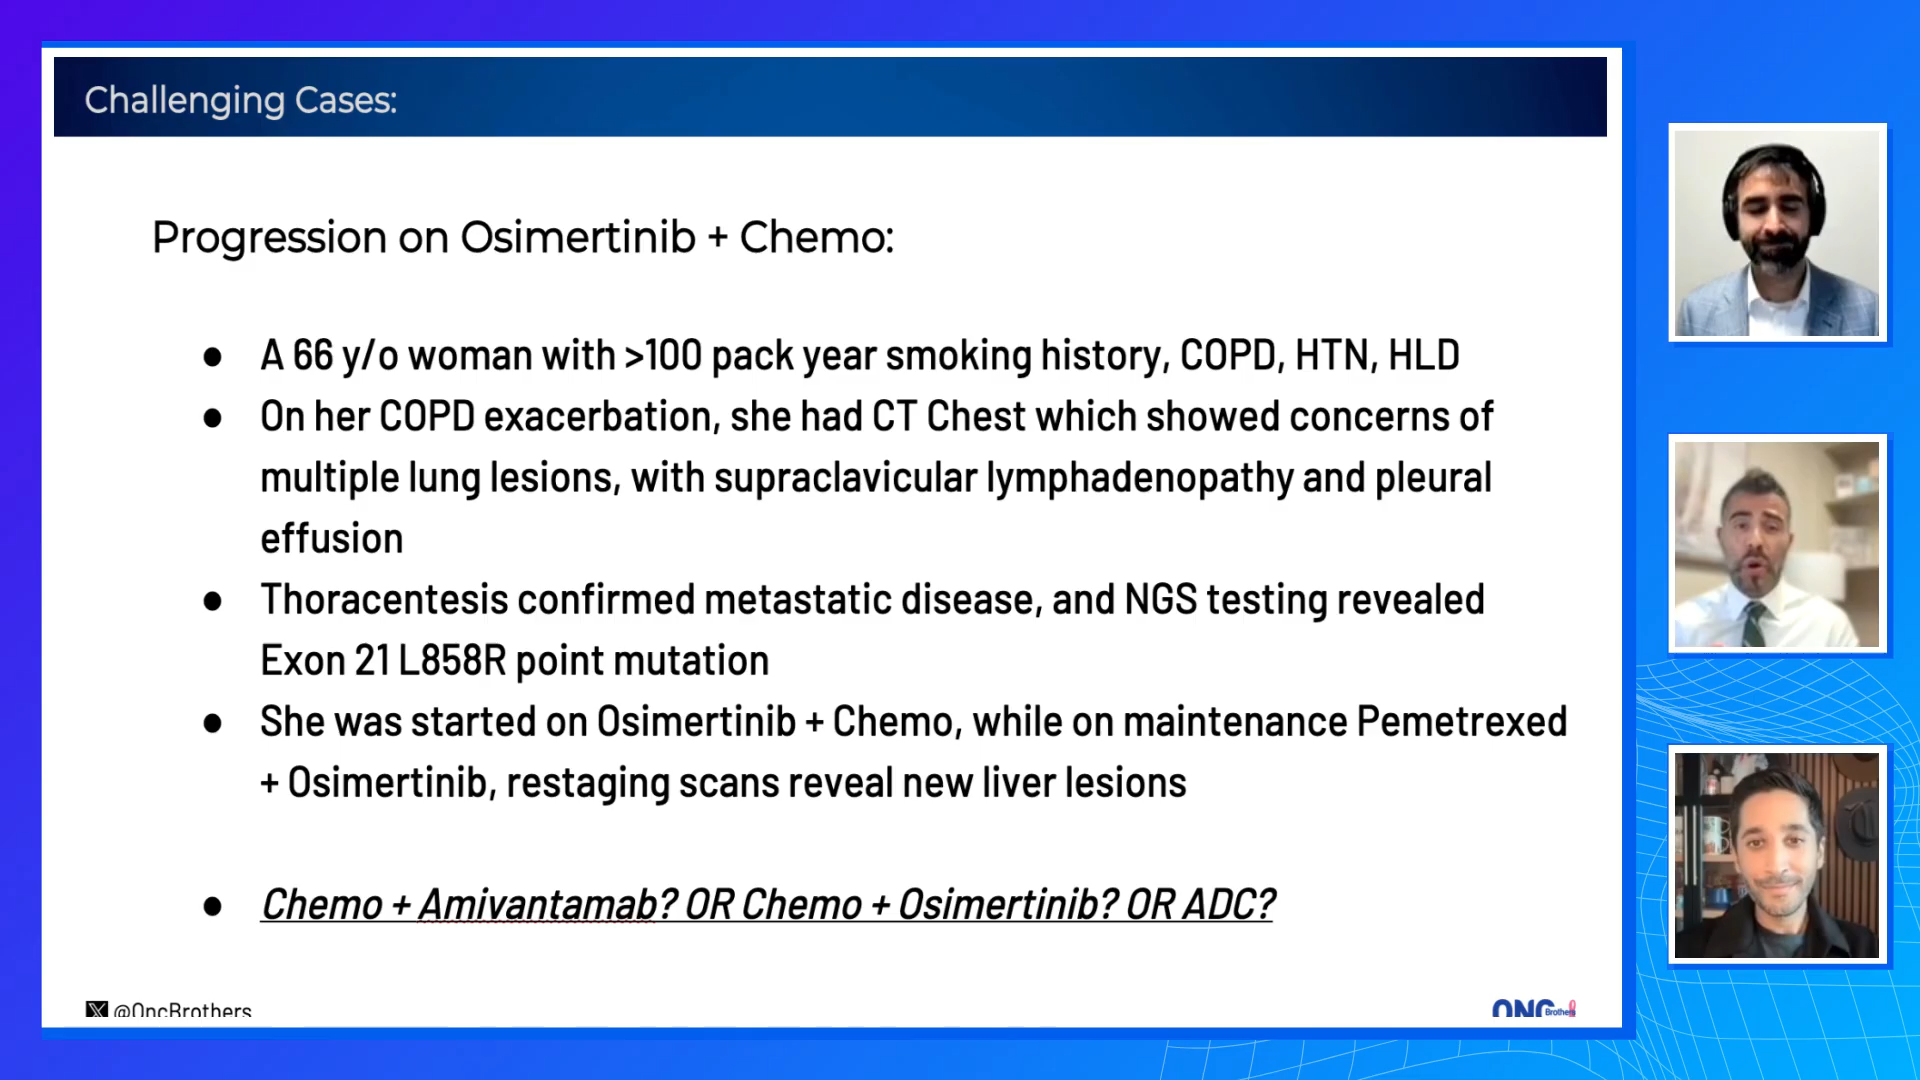 Challenging Cases:
Progression on Osimertinib + Chemo:
● A 66 y/o woman with >100 pack year smoking history, COPD, HTN, HLD
● On her COPD exacerbation, she had CT Chest which showed concerns of
multiple lung lesions, with supraclavicular lymphadenopathy and pleural
effusion
● Thoracentesis confirmed metastatic disease, and NGS testing revealed
Exon 21 L858R point mutation
● She was started on Osimertinib + Chemo, while on maintenance Pemetrexed
+ Osimertinib, restaging scans reveal new liver lesions
● Chemo + Amivantamab? OR Chemo + Osimertinib? OR ADC?
X @OncBrothers
ONC Brothers